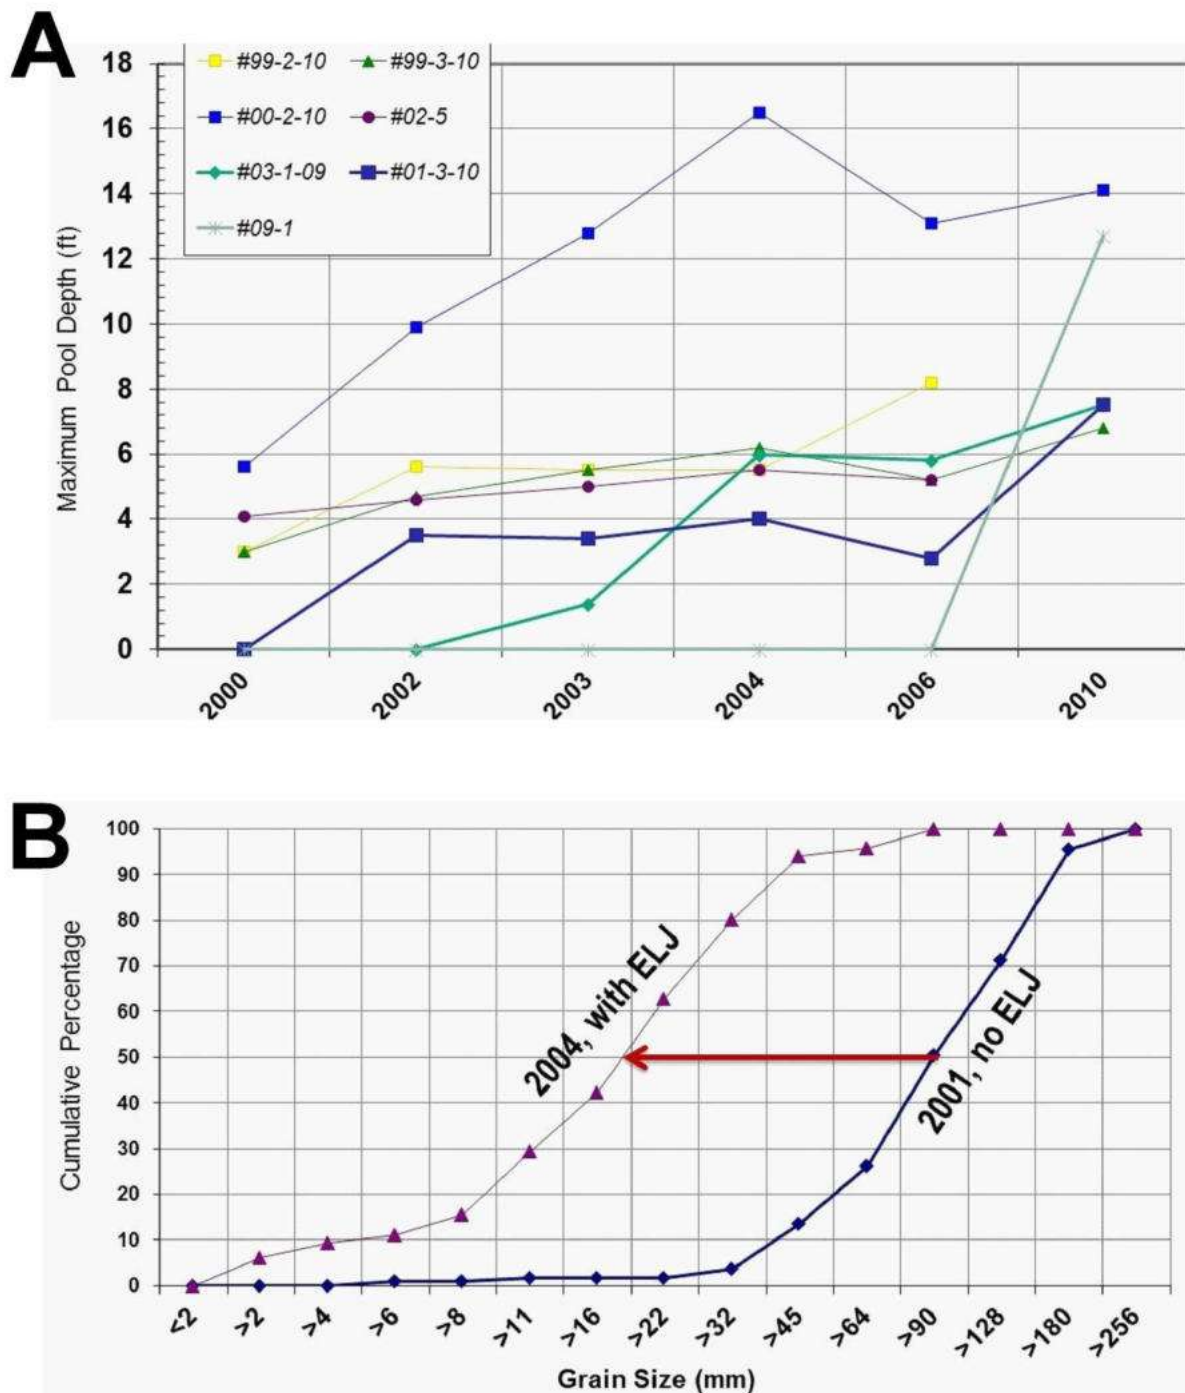 A
#99-2-10 #99-3-10
#00-2-10 #02-5
#03-1-09 #01-3-10
#09-1
Maximum Pool Depth (ft)
18
16
14
12
10
8
6
4
2
0
2000 2002 2003 2004 2006 2010
B
Cumulative Percentage
100
90
80
70
60
50
40
30
20
10
0
2004, with ELJ
2001, no ELJ
<2 >2 >4 >6 >8 >11 >16 >22 >32 >45 >64 >90 >128 >180 >256
Grain Size (mm)